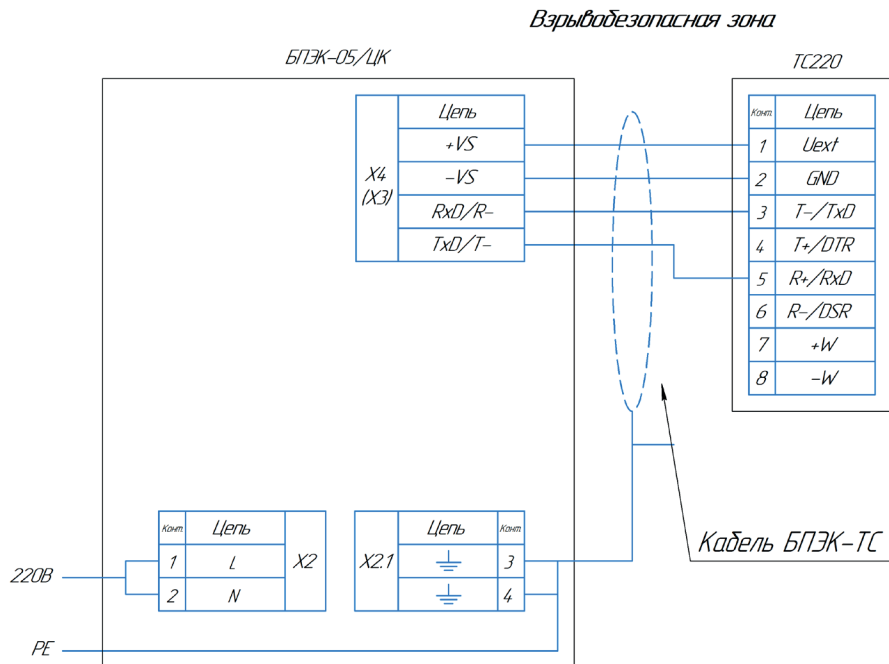 Взрывобезопасная зона
БПЭК-05/ЦК
ТС220
X4
(X3)
Цепь
+VS
-VS
RxD/R-
TxD/T-
Конт. Цепь
1 Uext
2 GND
3 T-/TxD
4 T+/DTR
5 R+/RxD
6 R-/DSR
7 +W
8 -W
Кабель БПЭК-ТС
220В
PE
Конт. Цепь X2
1 L
2 N
X2.1 Цепь Конт.
3
4